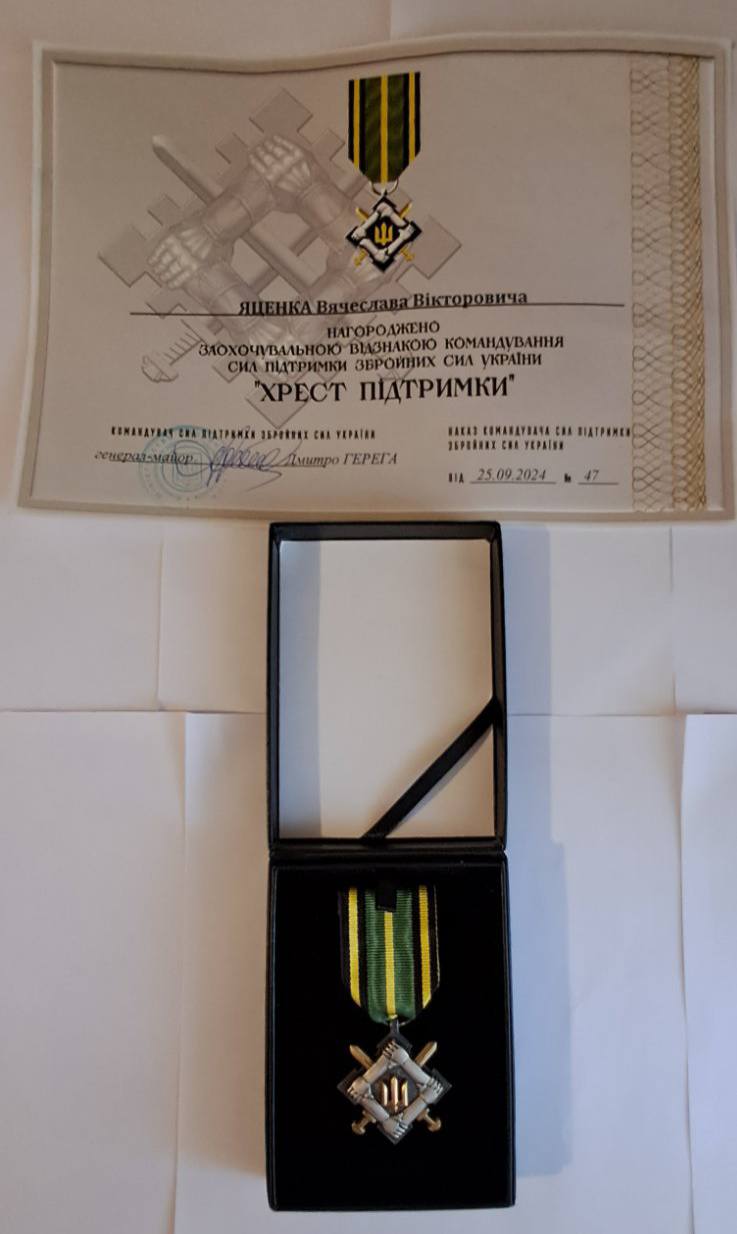 ЯЦЕНКА Вячеслава Вікторовича
НАГОРОДЖЕНО
ЗАОХОЧУВАЛЬНОЮ ВІДЗНАКОЮ КОМАНДУВАННЯ
СИЛ ПІДТРИМКИ ЗБРОЙНИХ СИЛ УКРАЇНИ
"ХРЕСТ ПІДТРИМКИ"
КОМАНДУВАЧ СИЛ ПІДТРИМКИ ЗБРОЙНИХ СИЛ УКРАЇНИ
генерал-майор Дмитро ГЕРЕГА
НАКАЗ КОМАНДУВАЧА СИЛ ПІДТРИМКИ
ЗБРОЙНИХ СИЛ УКРАЇНИ
ВІД 25.09.2024 № 47